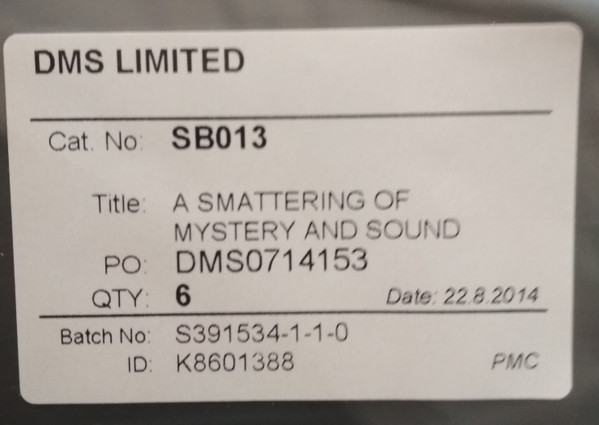 DMS LIMITED
Cat. No: SB013
Title: A SMATTERING OF
MYSTERY AND SOUND
PO: DMS0714153
QTY: 6 Date: 22.8.2014
Batch No: S391534-1-1-0
ID: K8601388 PMC